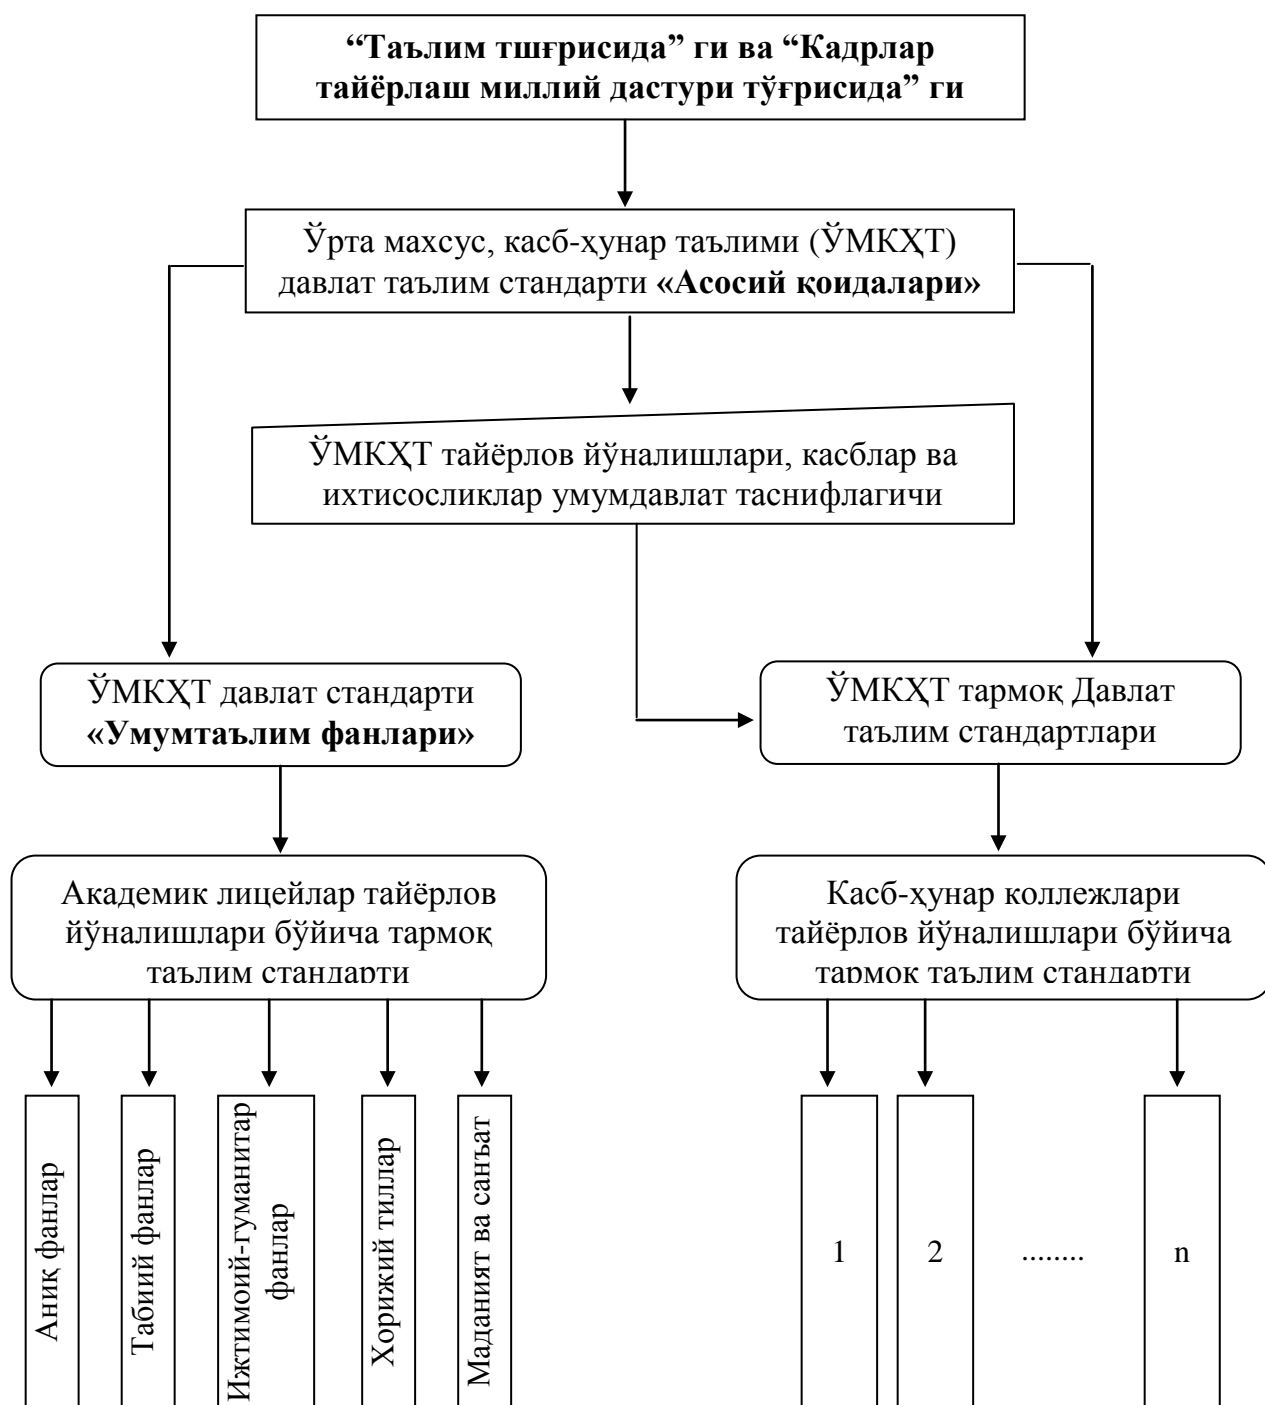 “Таълим тшғрисида” ги ва “Кадрлар
тайёрлаш миллий дастури тўғрисида” ги
Ўрта махсус, касб-ҳунар таълими (ЎМКҲТ)
давлат таълим стандарти «Асосий қоидалари»
ЎМКҲТ тайёрлов йўналишлари, касблар ва
ихтисосликлар умумдавлат таснифлагичи
ЎМКҲТ давлат стандарти
«Умумтаълим фанлари»
ЎМКҲТ тармоқ Давлат
таълим стандартлари
Академик лицейлар тайёрлов
йўналишлари бўйича тармоқ
таълим стандарти
Касб-ҳунар коллежлари
тайёрлов йўналишлари бўйича
тармоқ таълим стандарти
Аниқ фанлар
Табиий фанлар
Ижтимоий-гуманитар
фанлар
Хорижий тиллар
Маданият ва санъат
1
2
........
n